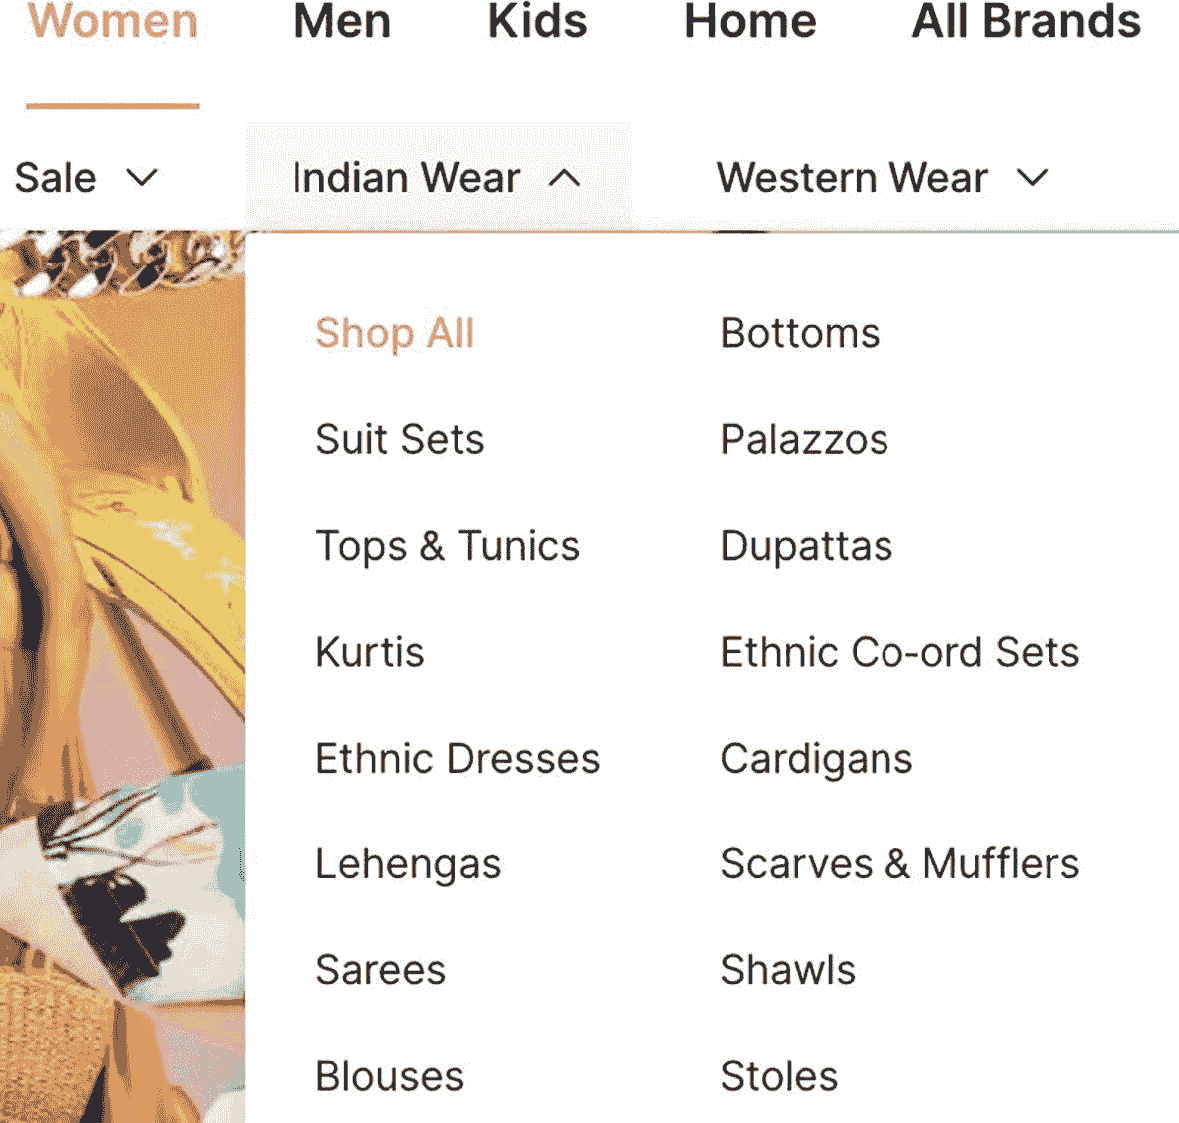 Women Men Kids Home All Brands
Sale Indian Wear Western Wear
Shop All
Suit Sets
Tops & Tunics
Kurtis
Ethnic Dresses
Lehengas
Sarees
Blouses
Bottoms
Palazzos
Dupattas
Ethnic Co-ord Sets
Cardigans
Scarves & Mufflers
Shawls
Stoles